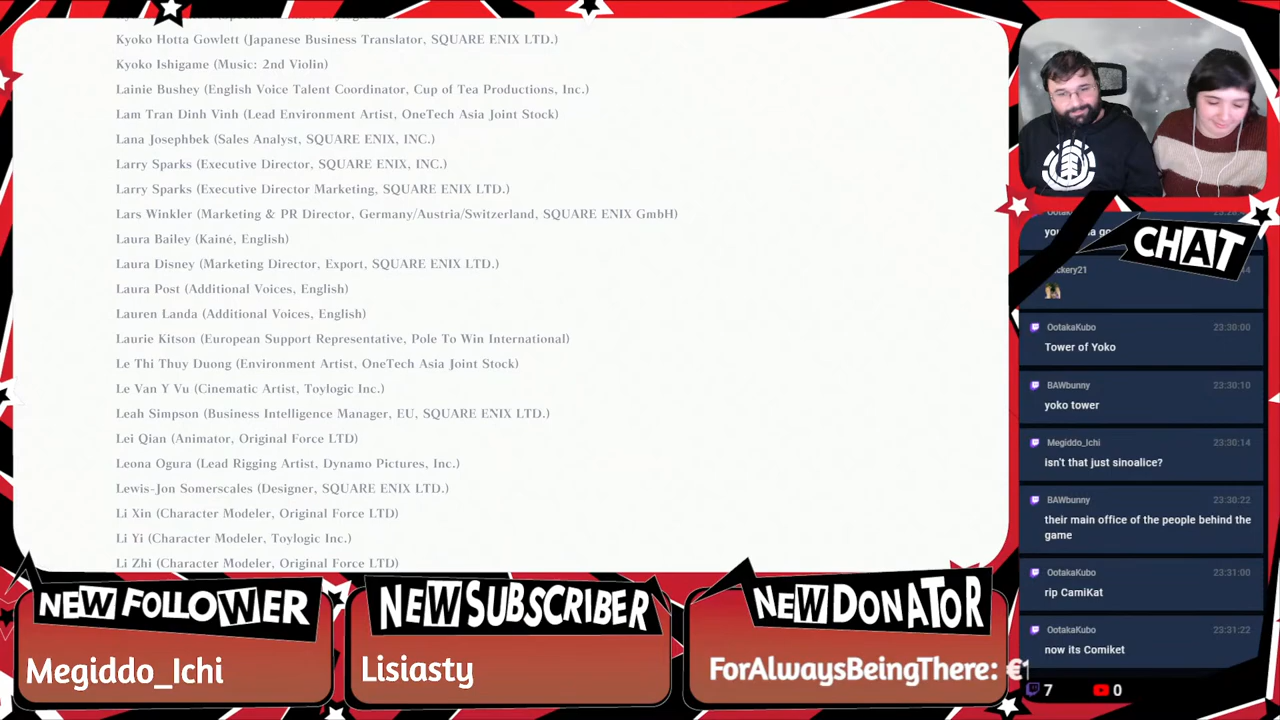 Kyoko Hotta Gowlett (Japanese Business Translator, SQUARE ENIX LTD.)
Kyoko Ishigame (Music: 2nd Violin)
Lainie Bushey (English Voice Talent Coordinator, Cup of Tea Productions, Inc.)
Lam Tran Dinh Vinh (Lead Environment Artist, OneTech Asia Joint Stock)
Lana Josephbek (Sales Analyst, SQUARE ENIX, INC.)
Larry Sparks (Executive Director, SQUARE ENIX, INC.)
Larry Sparks (Executive Director Marketing, SQUARE ENIX LTD.)
Lars Winkler (Marketing & PR Director, Germany/Austria/Switzerland, SQUARE ENIX GmbH)
Laura Bailey (Kainé, English)
Laura Disney (Marketing Director, Export, SQUARE ENIX LTD.)
Laura Post (Additional Voices, English)
Lauren Landa (Additional Voices, English)
Laurie Kitson (European Support Representative, Pole To Win International)
Le Thi Thuy Duong (Environment Artist, OneTech Asia Joint Stock)
Le Van Y Vu (Cinematic Artist, Toylogic Inc.)
Leah Simpson (Business Intelligence Manager, EU, SQUARE ENIX LTD.)
Lei Qian (Animator, Original Force LTD)
Leona Ogura (Lead Rigging Artist, Dynamo Pictures, Inc.)
Lewis-Jon Somerscales (Designer, SQUARE ENIX LTD.)
Li Xin (Character Modeler, Original Force LTD)
Li Yi (Character Modeler, Toylogic Inc.)
Li Zhi (Character Modeler, Original Force LTD)
CHAT
OotakaKubo 23:30:00
Tower of Yoko
BAWbunny 23:30:10
yoko tower
Megiddo_Ichi 23:30:14
isn't that just sinoalice?
BAWbunny 23:30:22
their main office of the people behind the
game
OotakaKubo 23:31:00
rip CamiKat
OotakaKubo 23:31:22
now its Comiket
7 0
NEW FOLLOWER
Megiddo_Ichi
NEW SUBSCRIBER
Lisiasty
NEW DONATOR
ForAlwaysBeingThere: